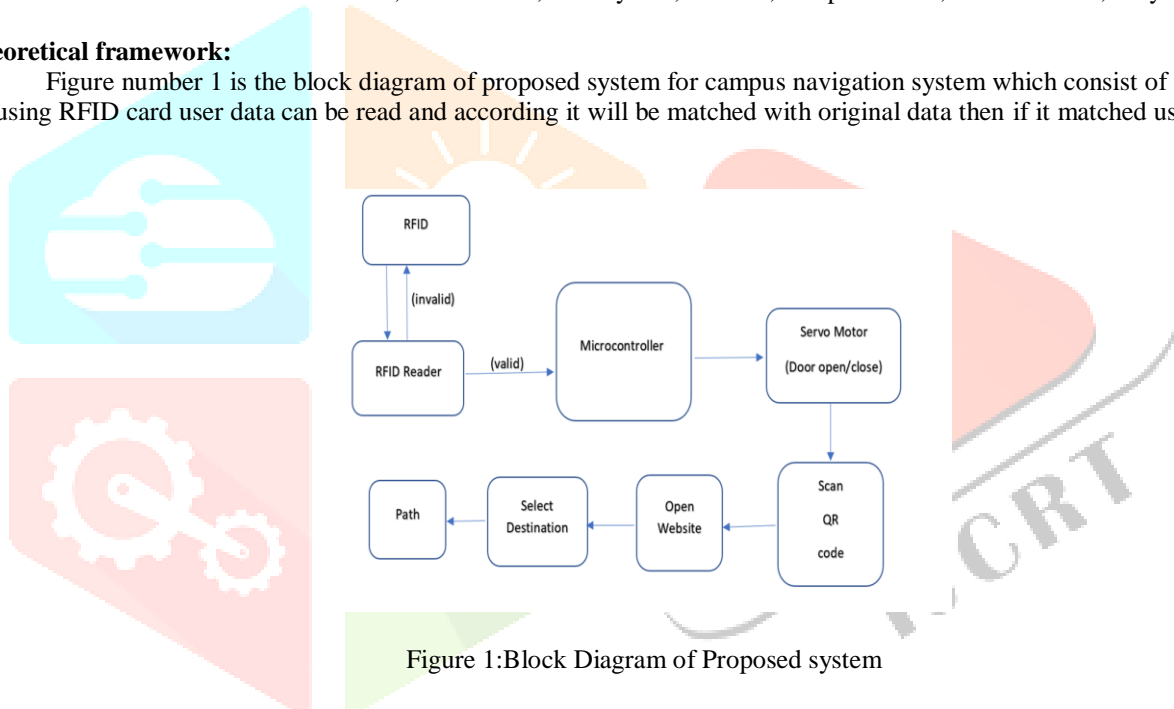 eoretical framework:
Figure number 1 is the block diagram of proposed system for campus navigation system which consist of
using RFID card user data can be read and according it will be matched with original data then if it matched us
RFID
(invalid)
RFID Reader
(valid)
Microcontroller
Servo Motor
(Door open/close)
Scan
QR
code
Open
Website
Select
Destination
Path
CRT
Figure 1:Block Diagram of Proposed system